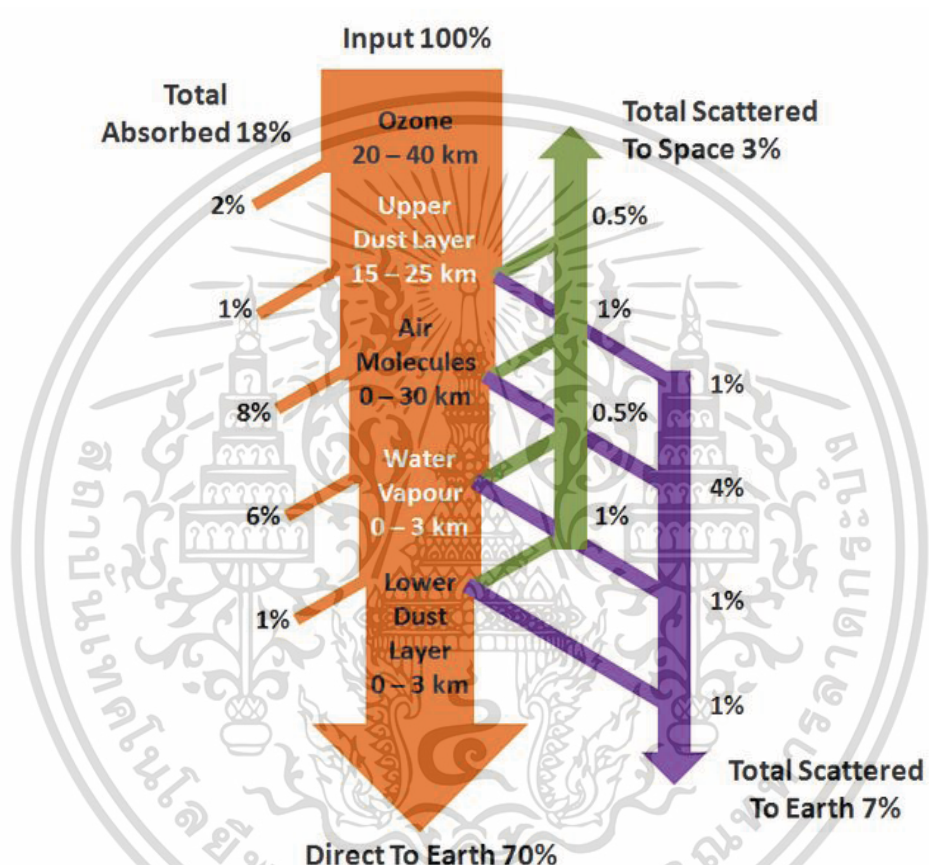 Input 100%
Total
Absorbed 18%
Ozone
20 – 40 km
Total Scattered
To Space 3%
2%
Upper
Dust Layer
15 – 25 km
0.5%
1%
Air
Molecules
0 – 30 km
1%
1%
8%
0.5%
Water
Vapour
0 – 3 km
4%
6%
1%
Lower
Dust
Layer
0 – 3 km
1%
1%
1%
Total Scattered
To Earth 7%
Direct To Earth 70%